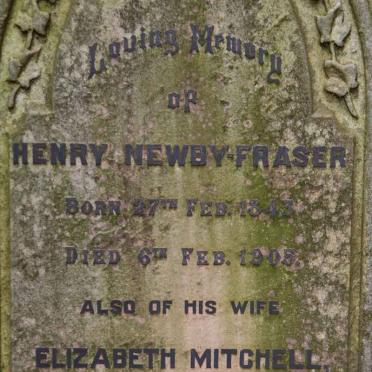 Loving Memory
of
HENRY NEWBY-FRASER
BORN 27TH FEB. 1843.
DIED 6TH FEB. 1905.
ALSO OF HIS WIFE
ELIZABETH MITCHELL,